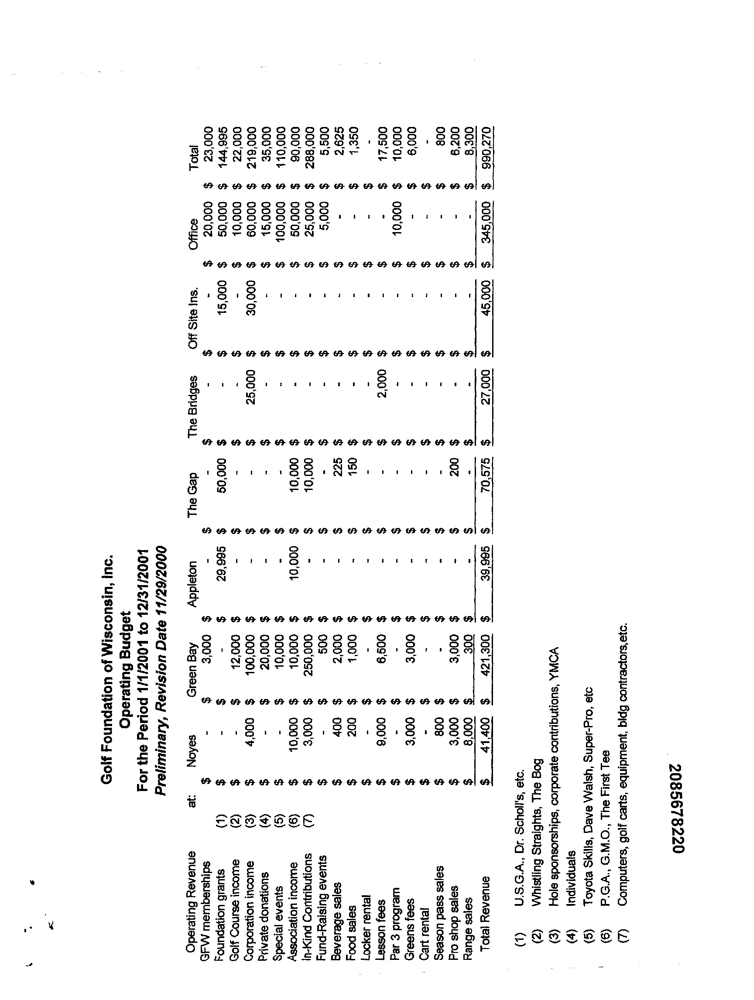 Golf Foundation of Wisconsin, Inc.
Operating Budget
For the Period 1/1/2001 to 12/31/2001
Preliminary, Revision Date 11/29/2000
Operating Revenue at: Noyes Green Bay Appleton The Gap The Bridges Off Site Ins. Office Total
GFW memberships $ - $ 3,000 $ - $ - $ - $ - $ 20,000 $ 23,000
Foundation grants (1) $ - $ - $ 29,995 $ 50,000 $ - $ 15,000 $ 50,000 $ 144,995
Golf Course income (2) $ - $ 12,000 $ - $ - $ - $ - $ 10,000 $ 22,000
Corporation income (3) $ 4,000 $ 100,000 $ - $ - $ 25,000 $ 30,000 $ 60,000 $ 219,000
Private donations (4) $ - $ 20,000 $ - $ - $ - $ - $ 15,000 $ 35,000
Special events (5) $ - $ 10,000 $ - $ - $ - $ - $ 100,000 $ 110,000
Association income (6) $ 10,000 $ 10,000 $ 10,000 $ 10,000 $ - $ - $ 50,000 $ 90,000
In-Kind Contributions (7) $ 3,000 $ 250,000 $ - $ 10,000 $ - $ - $ 25,000 $ 288,000
Fund-Raising events $ - $ 500 $ - $ - $ - $ - $ 5,000 $ 5,500
Beverage sales $ 400 $ 2,000 $ - $ 225 $ - $ - $ - $ 2,625
Food sales $ 200 $ 1,000 $ - $ 150 $ - $ - $ - $ 1,350
Locker rental $ - $ - $ - $ - $ - $ - $ - $ -
Lesson fees $ 9,000 $ 6,500 $ - $ - $ 2,000 $ - $ - $ 17,500
Par 3 program $ - $ - $ - $ - $ - $ - $ 10,000 $ 10,000
Greens fees $ 3,000 $ 3,000 $ - $ - $ - $ - $ - $ 6,000
Cart rental $ - $ - $ - $ - $ - $ - $ - $ -
Season pass sales $ 800 $ - $ - $ - $ - $ - $ - $ 800
Pro shop sales $ 3,000 $ 3,000 $ - $ 200 $ - $ - $ - $ 6,200
Range sales $ 8,000 $ 300 $ - $ - $ - $ - $ - $ 8,300
Total Revenue $ 41,400 $ 421,300 $ 39,995 $ 70,575 $ 27,000 $ 45,000 $ 345,000 $ 990,270
(1) U.S.G.A., Dr. Scholl's, etc.
(2) Whistling Straights, The Bog
(3) Hole sponsorships, corporate contributions, YMCA
(4) Individuals
(5) Toyota Skills, Dave Walsh, Super-Pro, etc
(6) P.G.A., G.M.O., The First Tee
(7) Computers, golf carts, equipment, bldg contractors,etc.
2085678220